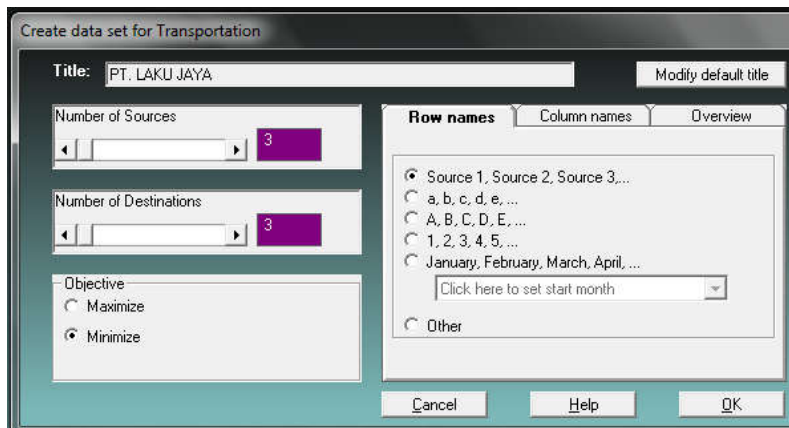 Create data set for Transportation
Title: PT. LAKU JAYA
Modify default title
Number of Sources
3
Number of Destinations
3
Objective
Maximize
Minimize
Row names
Column names
Overview
Source 1, Source 2, Source 3,...
a, b, c, d, e, ...
A, B, C, D, E, ...
1, 2, 3, 4, 5, ...
January, February, March, April, ...
Click here to set start month
Other
Cancel
Help
OK